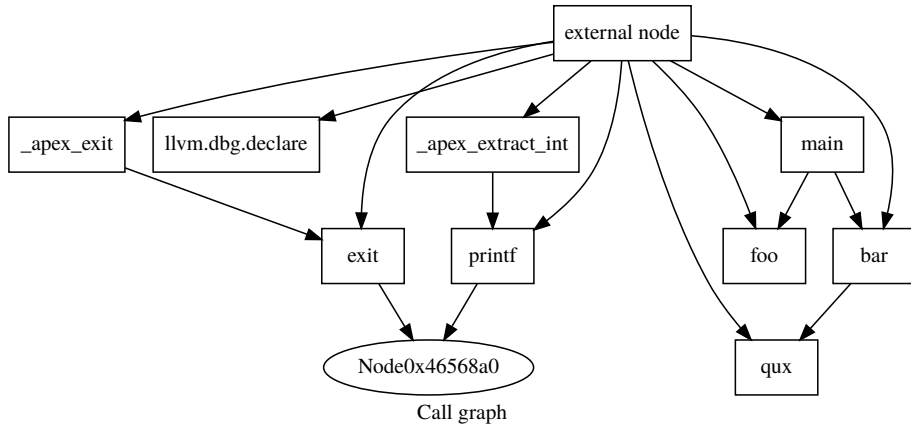 external node
_apex_exit
llvm.dbg.declare
_apex_extract_int
main
exit
printf
foo
bar
Node0x46568a0
qux
Call graph